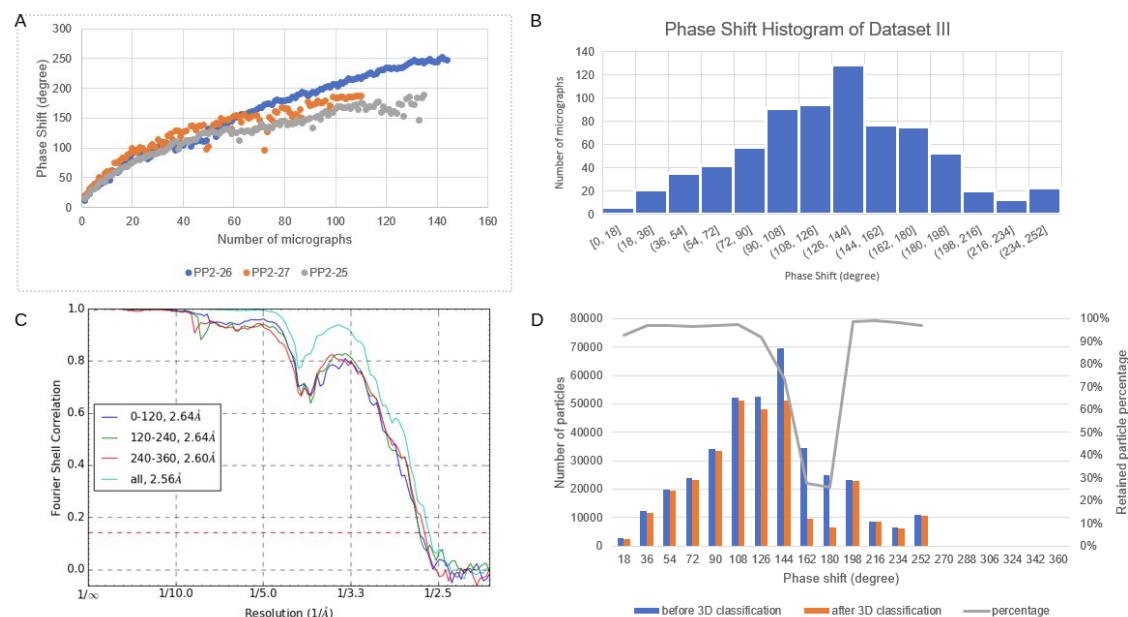 A
Phase Shift (degree)
300
250
200
150
100
50
0
0 20 40 60 80 100 120 140 160
Number of micrographs
PP2-26 PP2-27 PP2-25
B
Phase Shift Histogram of Dataset III
Number of micrographs
140
120
100
80
60
40
20
0
[0, 18] (18, 36] (36, 54] (54, 72] (72, 90] (90, 108] (108, 126] (126, 144] (144, 162] (162, 180] (180, 198] (198, 216] (216, 234] (234, 252]
Phase Shift (degree)
C
Fourier Shell Correlation
1.0
0.8
0.6
0.4
0.2
0.0
0-120, 2.64Å
120-240, 2.64Å
240-360, 2.60Å
all, 2.56Å
1/∞ 1/10.0 1/5.0 1/3.3 1/2.5
Resolution (1/Å)
D
Number of particles
80000
70000
60000
50000
40000
30000
20000
10000
0
18 36 54 72 90 108 126 144 162 180 198 216 234 252 270 288 306 324 342 360
Phase shift (degree)
100%
90%
80%
70%
60%
50%
40%
30%
20%
10%
0%
Retained particle percentage
before 3D classification after 3D classification percentage